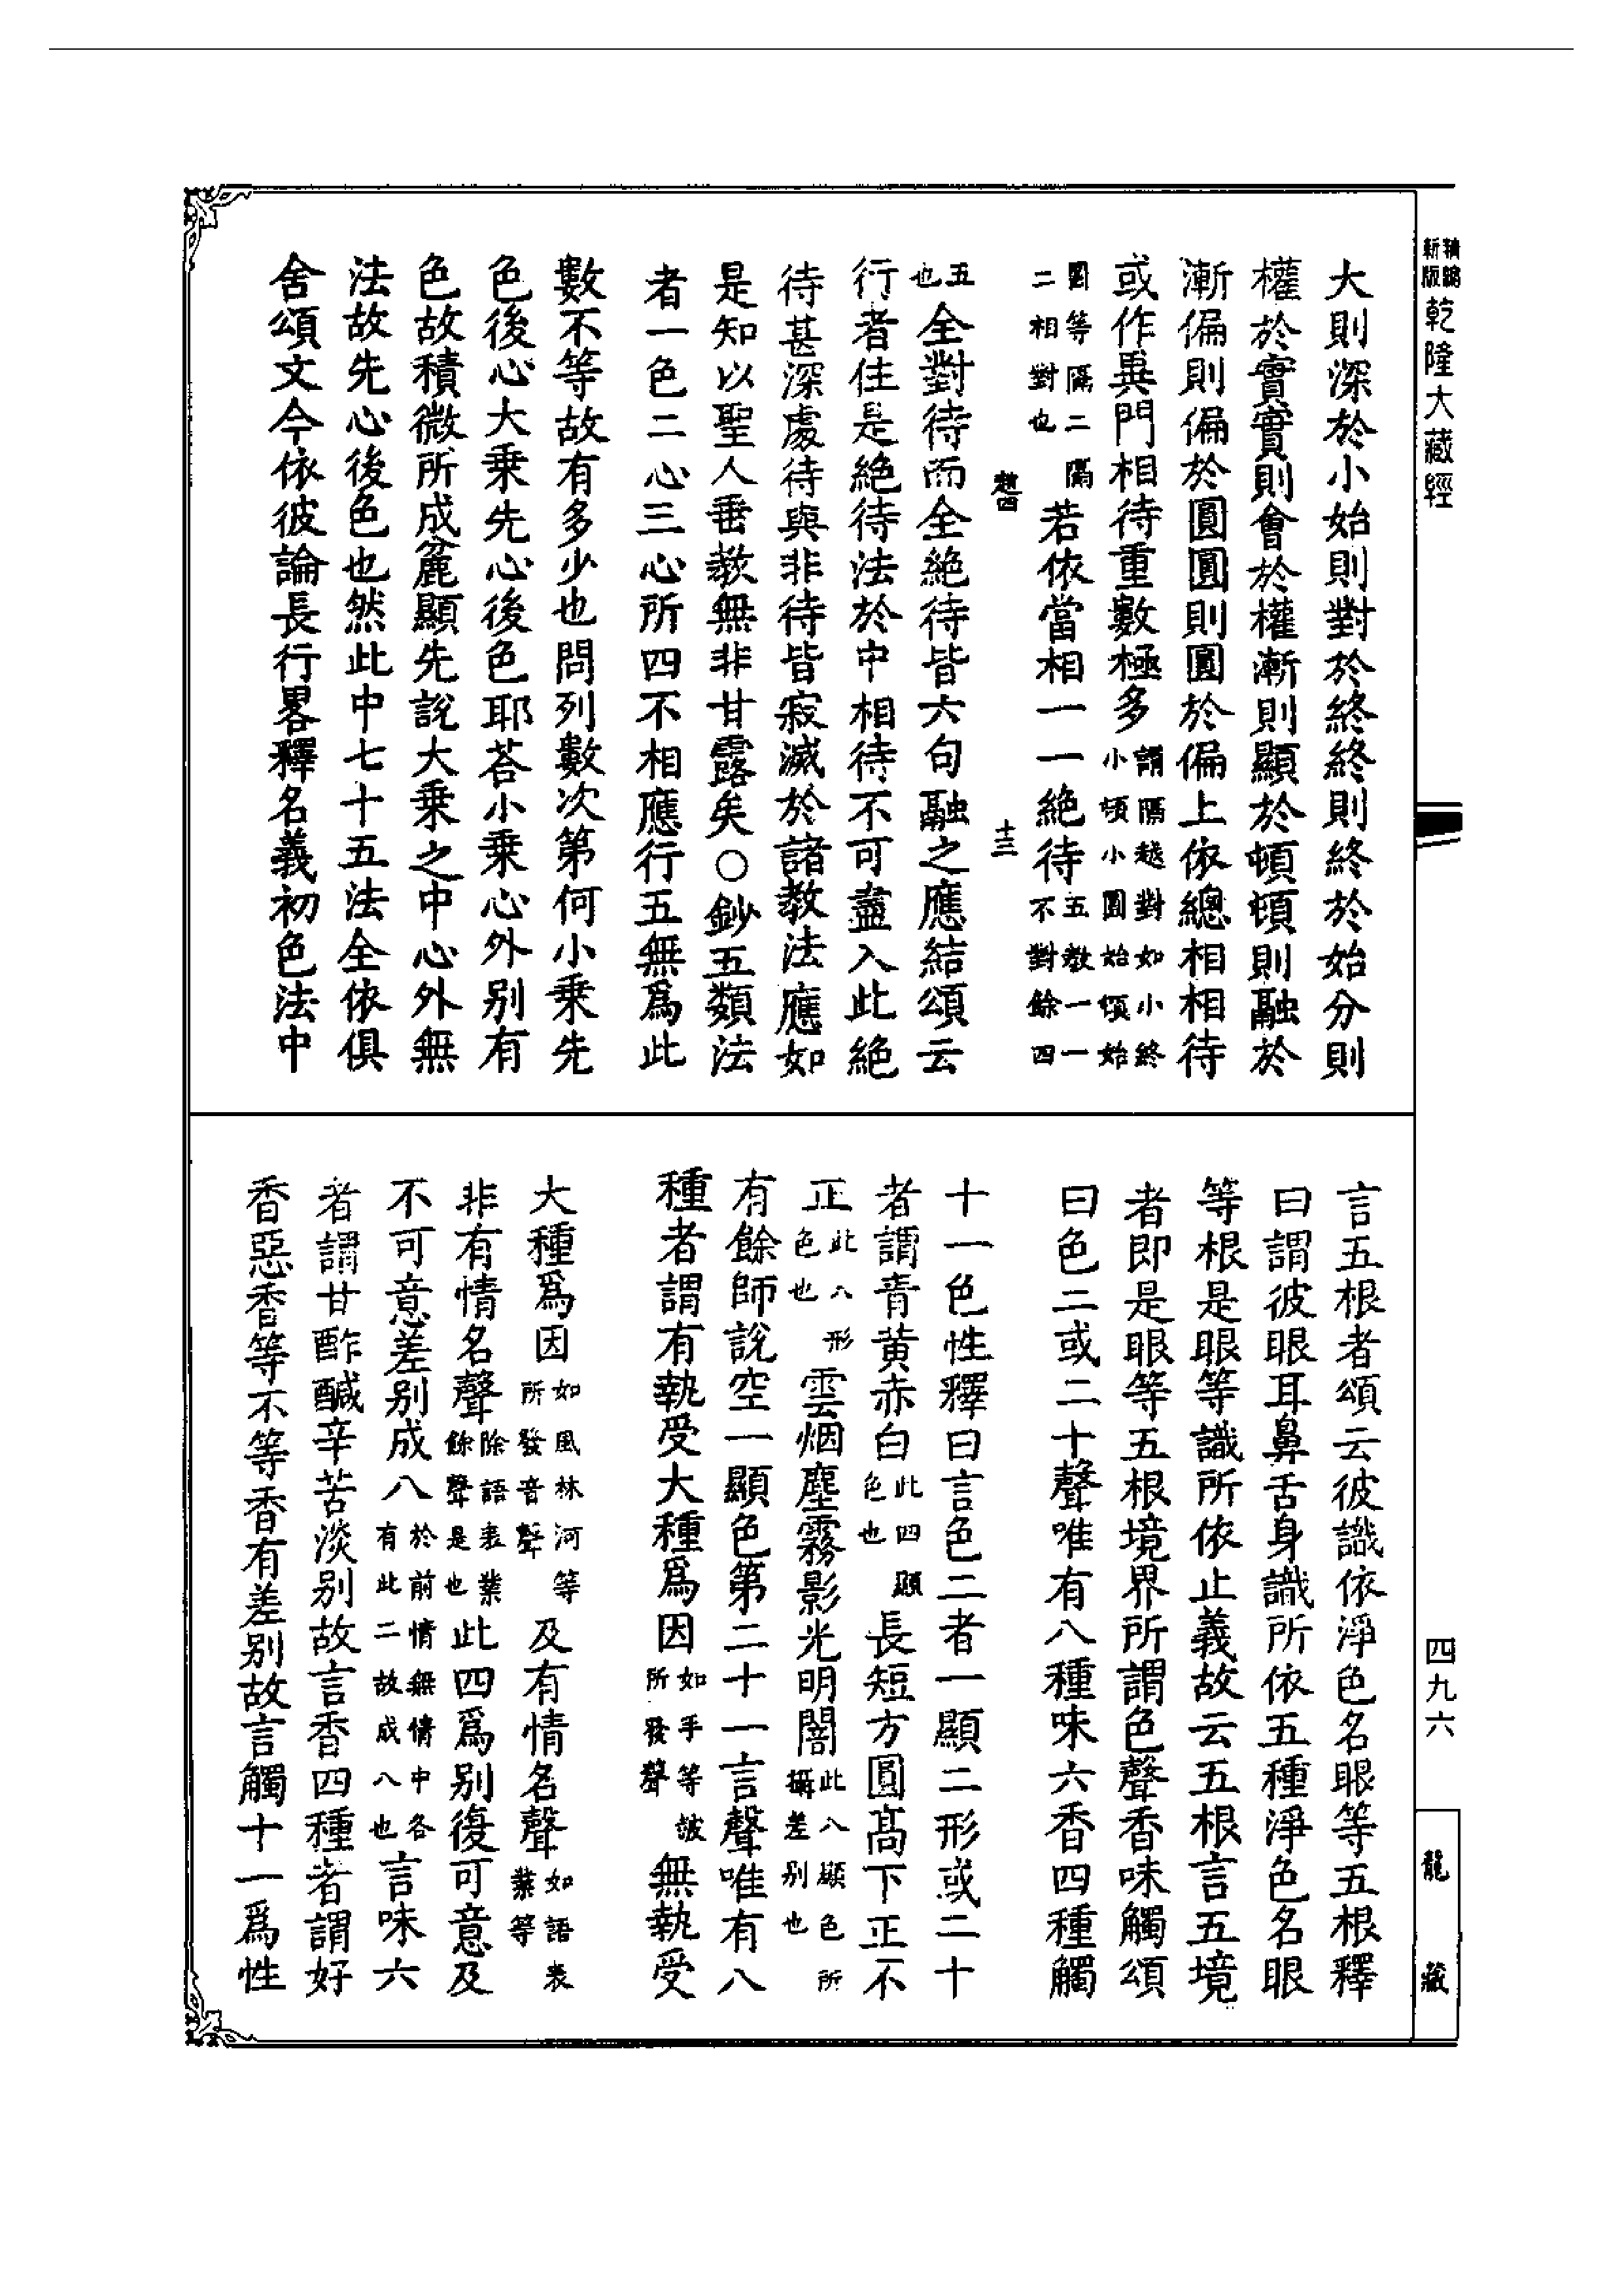 新版精縮乾隆大藏經
大則深於小始則對於終終則終於始分則
權於實實則會於權漸則顯於頓頓則融於
漸偏則偏於圓圓則圓於偏上依總相相待
或作異門相待重數極多謂隔越對如小終小頓小圓始頓始
圓等隔二隔二相對也若依當相一一絕待五教一一不對餘四
趙四 十三
五也全對待而全絕待皆六句融之應結頌云
行者住是絕待法於中相待不可盡入此絕
待甚深處待與非待皆寂滅於諸教法應如
是知以聖人垂教無非甘露矣○鈔五類法
者一色二心三心所四不相應行五無為此
數不等故有多少也問列數次第何小乘先
色後心大乘先心後色耶荅小乘心外別有
色故積微所成麁顯先說大乘之中心外無
法故先心後色也然此中七十五法全依俱
舍頌文今依彼論長行畧釋名義初色法中
言五根者頌云彼識依淨色名眼等五根釋
曰謂彼眼耳鼻舌身識所依五種淨色名眼
等根是眼等識所依止義故云五根言五境
者即是眼等五根境界所謂色聲香味觸頌
曰色二或二十聲唯有八種味六香四種觸
十一色性釋曰言色二者一顯二形或二十
者謂青黃赤白此四顯色也長短方圓高下正不
正此八形色也雲烟塵霧影光明闇此八顯色所攝差別也
有餘師說空一顯色第二十一言聲唯有八
種者謂有執受大種為因如手等詖所發聲無執受
大種為因如風林河等所發音聲及有情名聲如語表業等
非有情名聲除語表業餘聲是也此四為別復可意及
不可意差別成八於前情無情中各有此二故成八也言味六
者謂甘酢鹹辛苦淡別故言香四種者謂好
香惡香等不等香有差別故言觸十一為性
四九六
龍藏